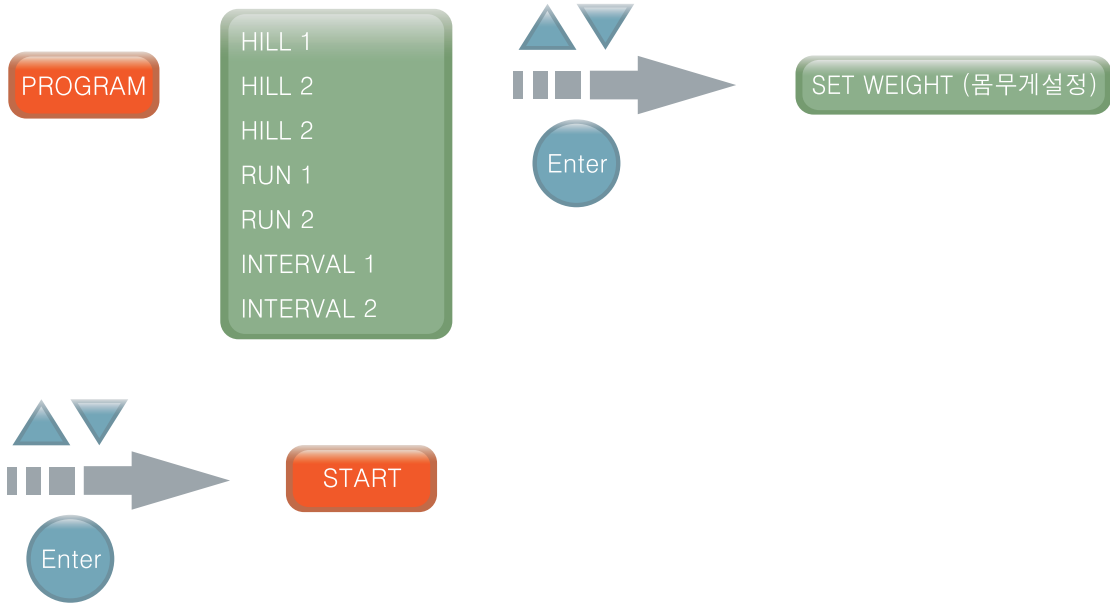 PROGRAM
HILL 1
HILL 2
HILL 2
RUN 1
RUN 2
INTERVAL 1
INTERVAL 2
Enter
SET WEIGHT (몸무게설정)
Enter
START